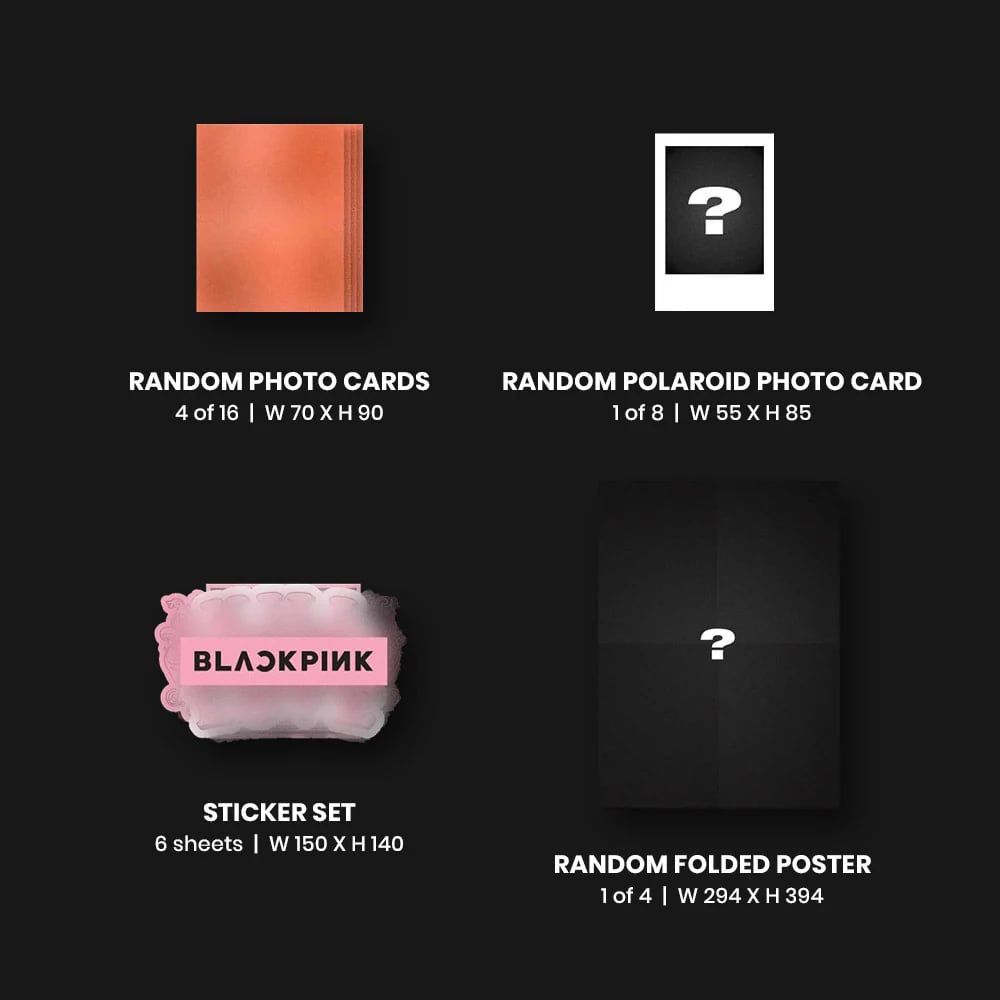 ?
RANDOM PHOTO CARDS
4 of 16 | W 70 X H 90
RANDOM POLAROID PHOTO CARD
1 of 8 | W 55 X H 85
BLACKPINK
STICKER SET
6 sheets | W 150 X H 140
?
RANDOM FOLDED POSTER
1 of 4 | W 294 X H 394